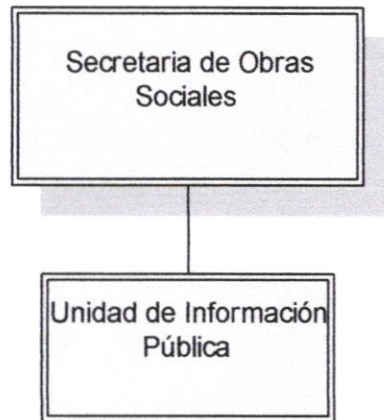 Secretaria de Obras
Sociales
Unidad de Información
Pública